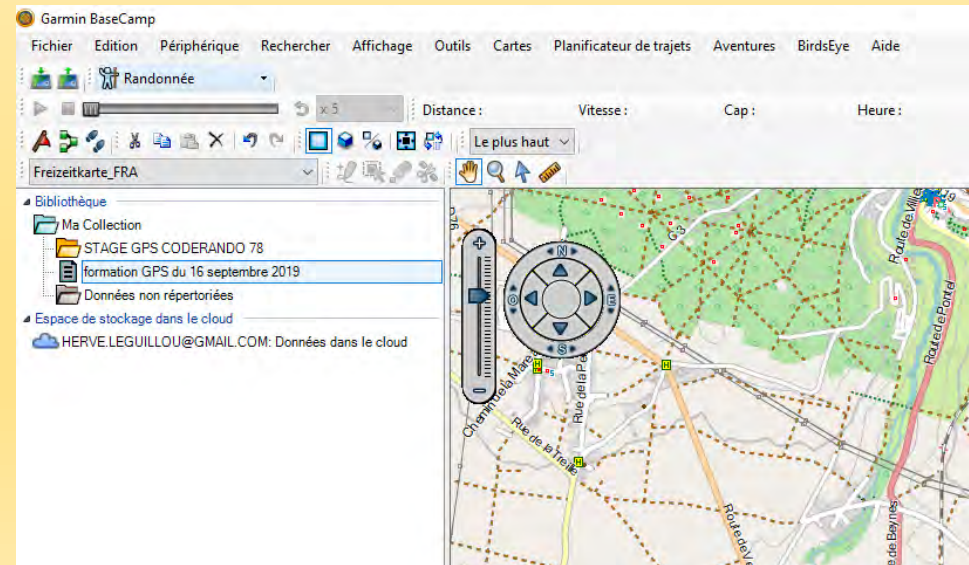 Garmin BaseCamp
Fichier Edition Périphérique Rechercher Affichage Outils Cartes Planificateur de trajets Aventures BirdsEye Aide
Randonnée
x 5 Distance : Vitesse : Cap : Heure :
Le plus haut
Freizeitkarte_FRA
Bibliothèque
Ma Collection
STAGE GPS CODERANDO 78
formation GPS du 16 septembre 2019
Données non répertoriées
Espace de stockage dans le cloud
HERVE.LEGUILLOU@GMAIL.COM: Données dans le cloud
G 3
N
O
E
S
H
H
H
Chemin de la Mare
Rue de la Pe
Rue de la Treille
Route de Ville
Route de Pontel
Route de V
de Beynes